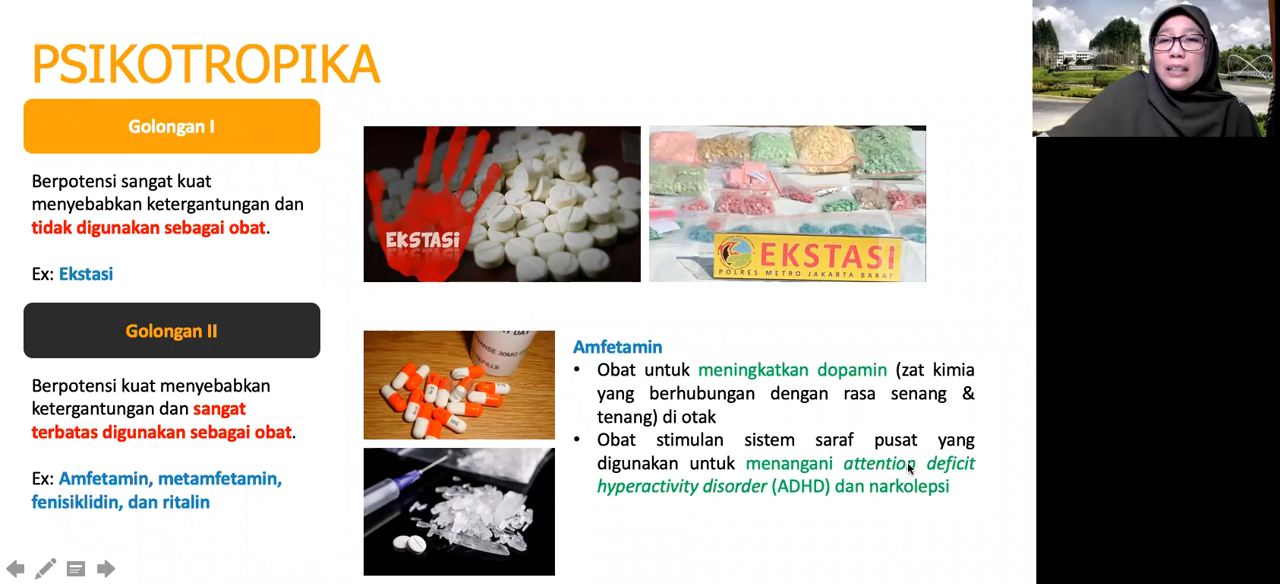 PSIKOTROPIKA
Golongan I
Berpotensi sangat kuat
menyebabkan ketergantungan dan
tidak digunakan sebagai obat.
Ex: Ekstasi
EKSTASI
EKSTASI
POLRES METRO JAKARTA BARAT
Golongan II
Berpotensi kuat menyebabkan
ketergantungan dan sangat
terbatas digunakan sebagai obat.
Ex: Amfetamin, metamfetamin,
fenisiklidin, dan ritalin
DAY
30MG
REFILLS
Amfetamin
• Obat untuk meningkatkan dopamin (zat kimia
yang berhubungan dengan rasa senang &
tenang) di otak
• Obat stimulan sistem saraf pusat yang
digunakan untuk menangani attention deficit
hyperactivity disorder (ADHD) dan narkolepsi